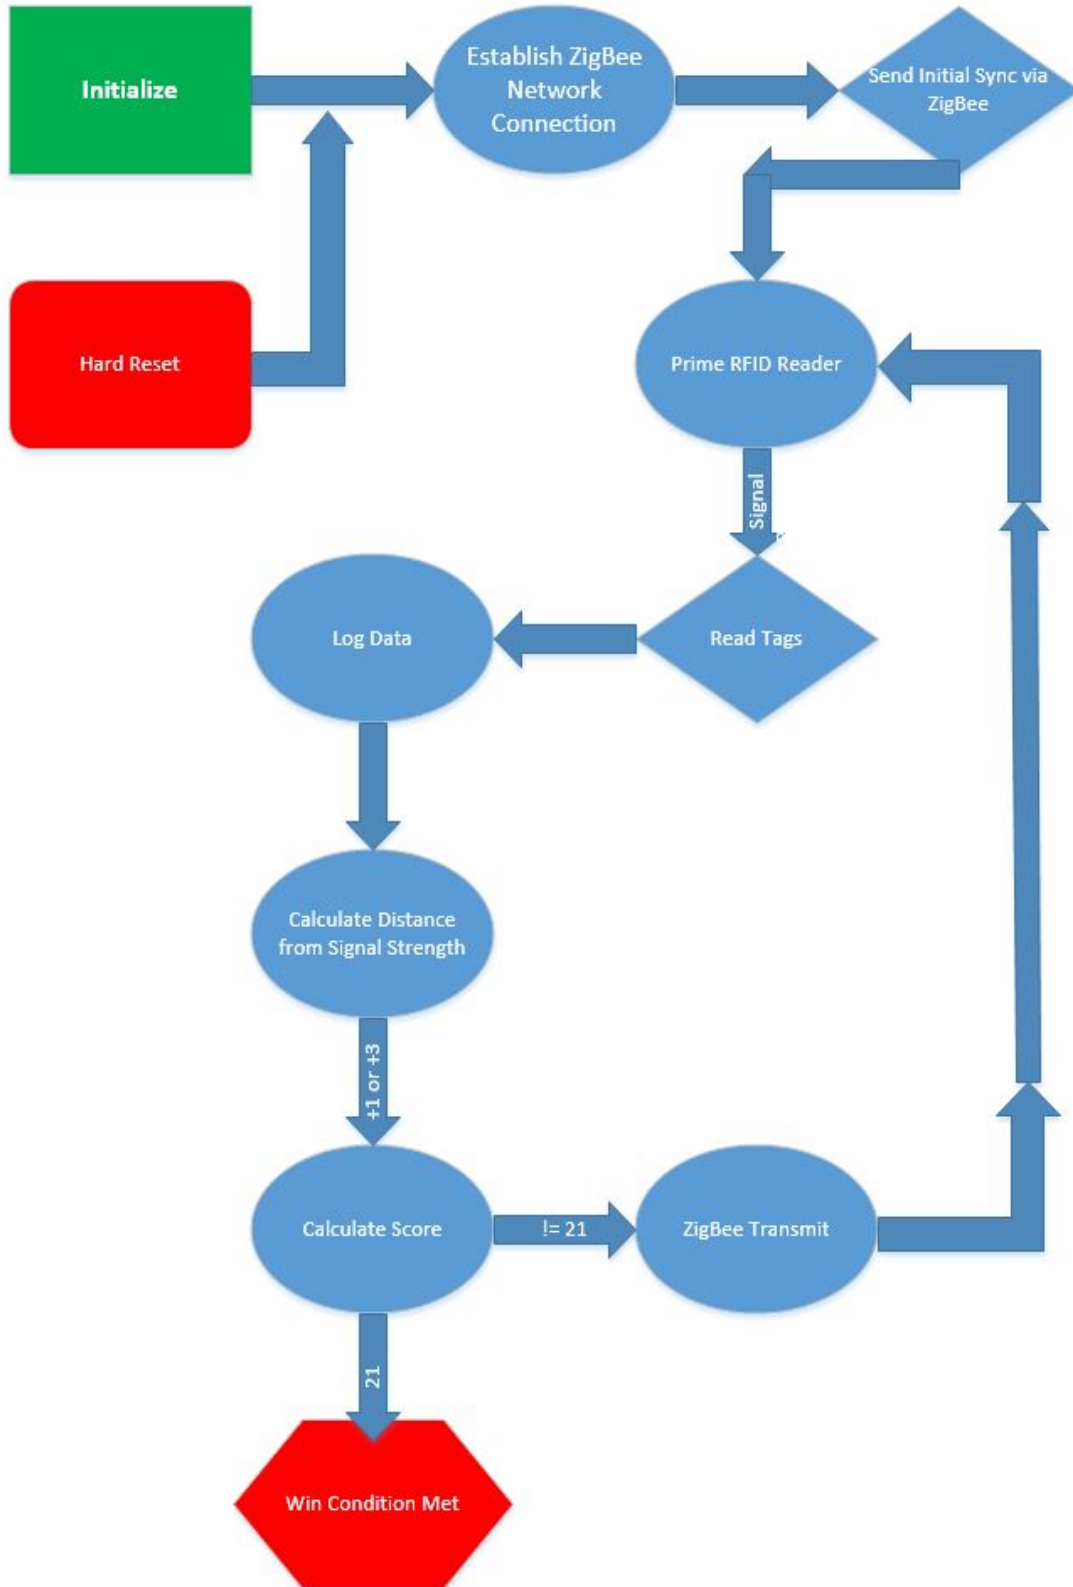 Initialize
Establish ZigBee
Network
Connection
Send Initial Sync via
ZigBee
Hard Reset
Prime RFID Reader
Signal
Read Tags
Log Data
Calculate Distance
from Signal Strength
+1 or +3
Calculate Score
!= 21
ZigBee Transmit
21
Win Condition Met